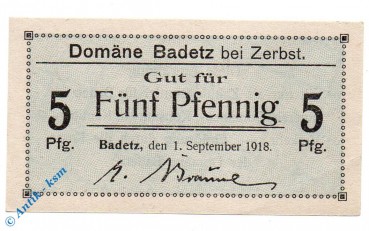 Domäne Badetz bei Zerbst.
Gut für
5 Fünf Pfennig 5
Pfg. Pfg.
Badetz, den 1. September 1918.
Antik-ksm